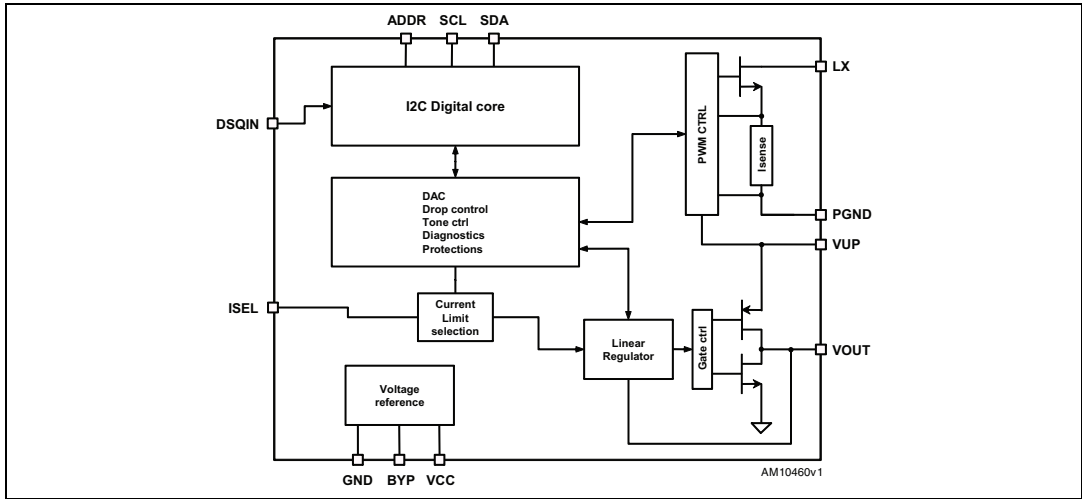 ADDR SCL SDA
LX
I2C Digital core
DSQIN
PWM CTRL
Isense
DAC
Drop control
Tone ctrl
Diagnostics
Protections
PGND
VUP
ISEL
Current
Limit
selection
Linear
Regulator
Gate ctrl
VOUT
Voltage
reference
GND BYP VCC
AM10460v1